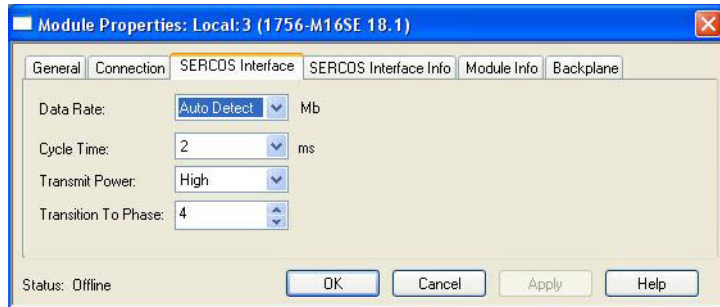 Module Properties: Local:3 (1756-M16SE 18.1)
General Connection SERCOS Interface SERCOS Interface Info Module Info Backplane
Data Rate: Auto Detect Mb
Cycle Time: 2 ms
Transmit Power: High
Transition To Phase: 4
Status: Offline OK Cancel Apply Help